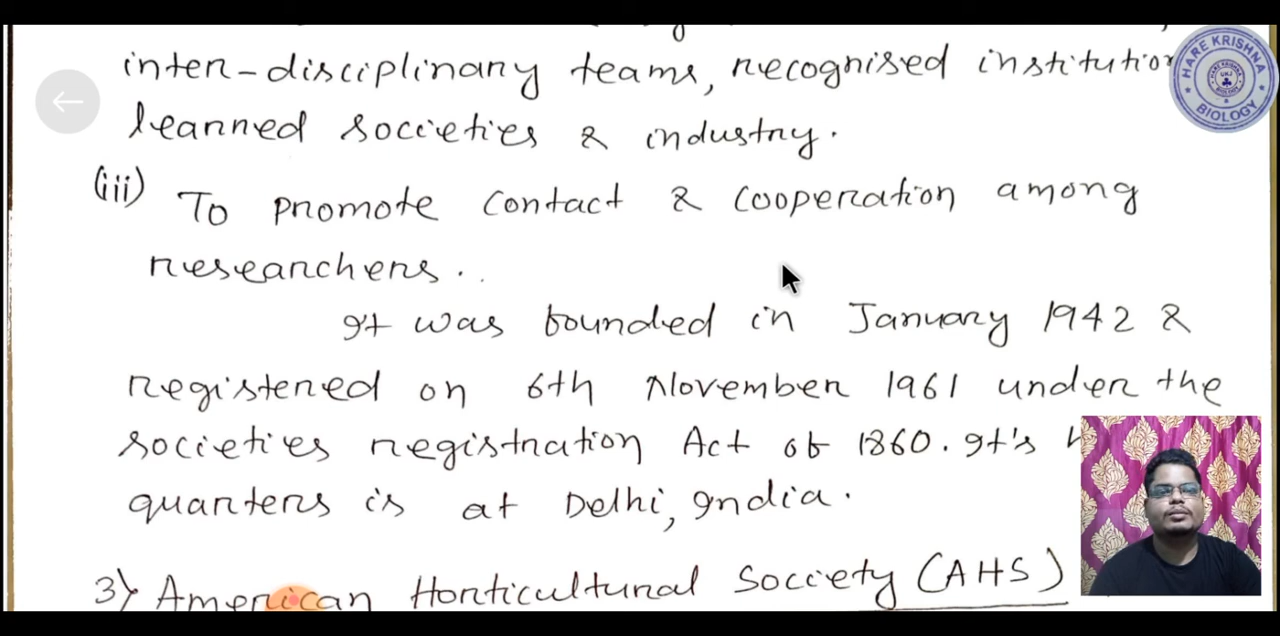 inter-disciplinary teams, recognised institution
learned societies & industry.
(iii) To promote contact & cooperation among
researchers.
It was founded in January 1942 &
registered on 6th November 1961 under the
societies registration Act of 1860. It's
quarters is at Delhi, India.
3) American Horticultural Society (AHS)
HARE KRISHNA
BIOLOGY